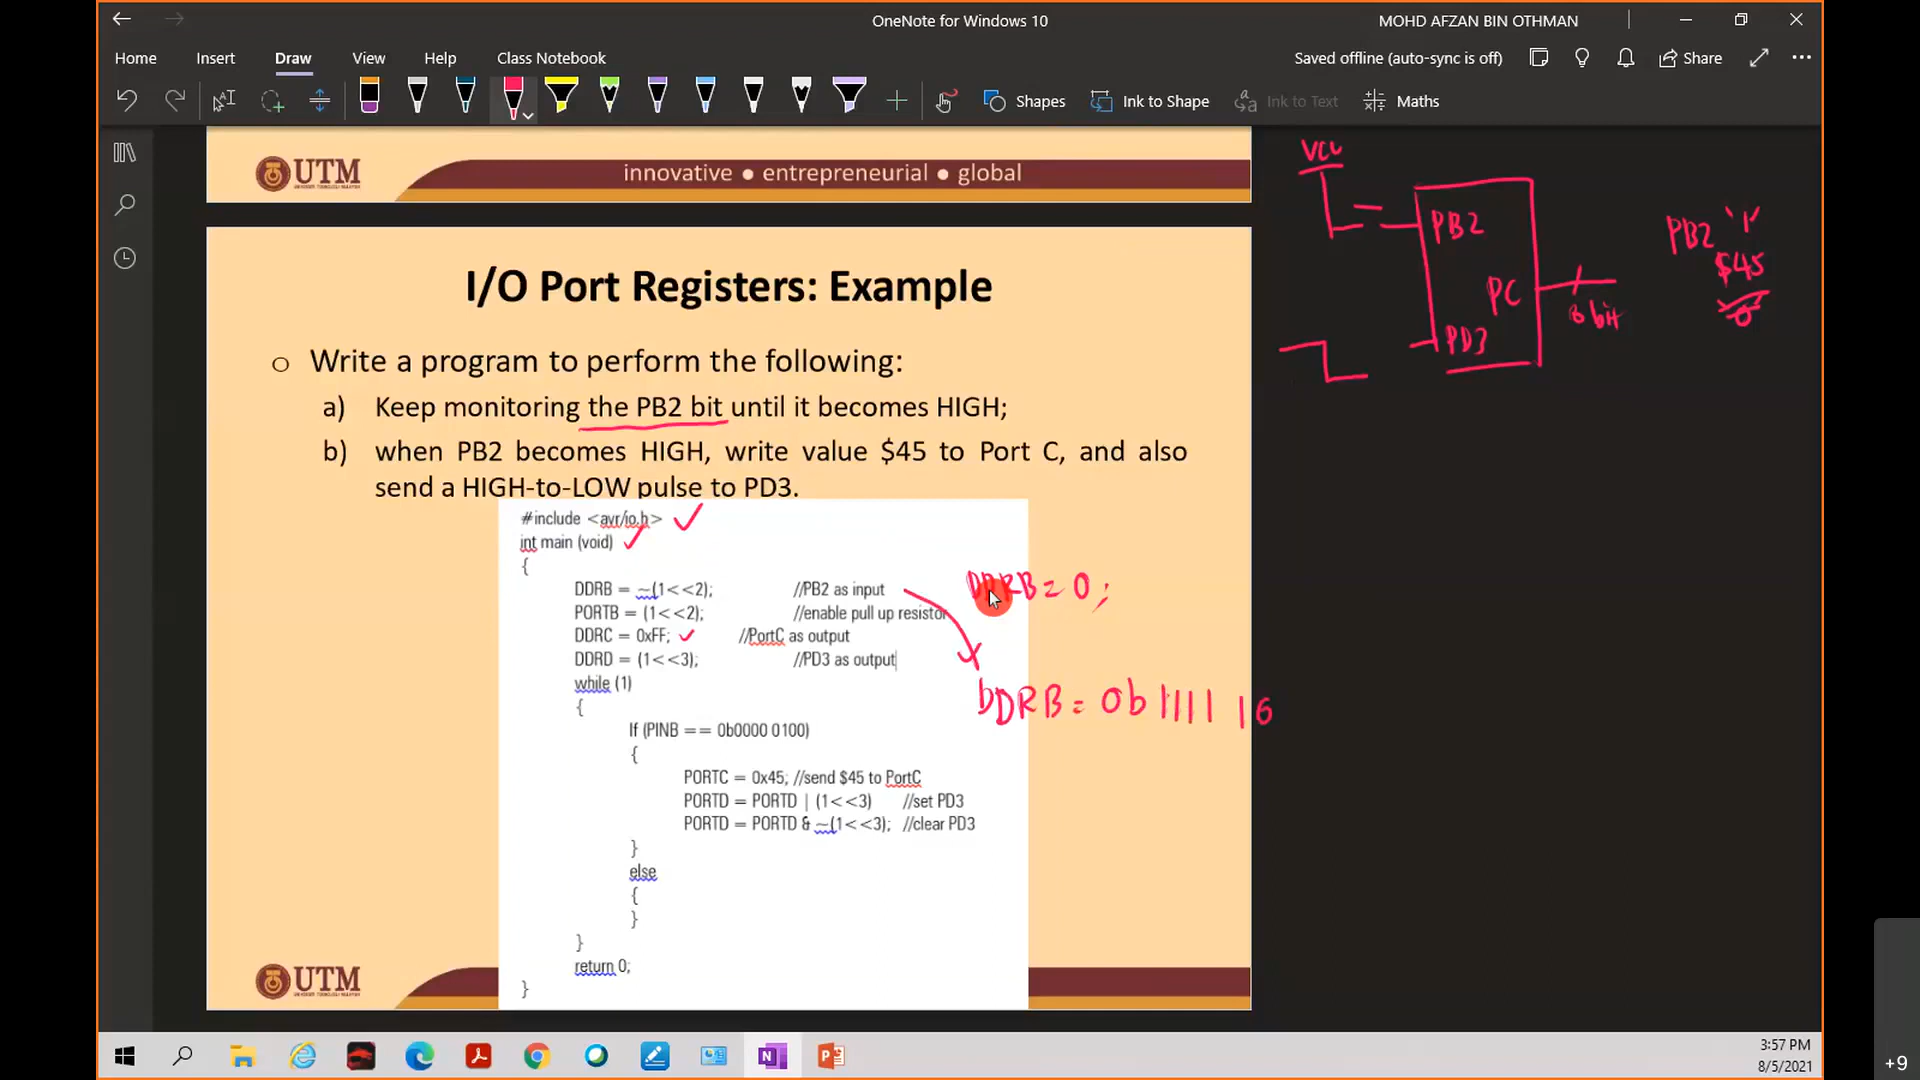 OneNote for Windows 10
MOHD AFZAN BIN OTHMAN
Home Insert Draw View Help Class Notebook
Saved offline (auto-sync is off)
Share
Shapes
Ink to Shape
Ink to Text
Maths
UTM
innovative ● entrepreneurial ● global
I/O Port Registers: Example
o Write a program to perform the following:
a) Keep monitoring the PB2 bit until it becomes HIGH;
b) when PB2 becomes HIGH, write value $45 to Port C, and also
send a HIGH-to-LOW pulse to PD3.
#include <avr/io.h>
int main (void)
{
DDRB = ~(1<<2); //PB2 as input
PORTB = (1<<2); //enable pull up resistor
DDRC = 0xFF; //PortC as output
DDRD = (1<<3); //PD3 as output
while (1)
{
If (PINB == 0b0000 0100)
{
PORTC = 0x45; //send $45 to PortC
PORTD = PORTD | (1<<3) //set PD3
PORTD = PORTD & ~(1<<3); //clear PD3
}
else
{
}
}
return 0;
}
DDRB = 0;
DDRB = 0b 1111 10
UTM
VCC
PB2
PC
8 bit
PD3
PB2 '1'
$45
3:57 PM
8/5/2021
+9